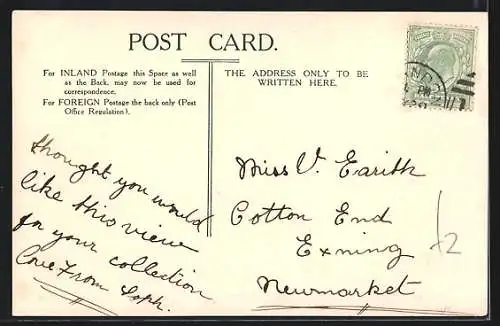 POST CARD.
For INLAND Postage this Space as well
as the Back, may now be used for
correspondence.
For FOREIGN Postage the back only (Post
Office Regulation).
THE ADDRESS ONLY TO BE
WRITTEN HERE.
thought you would
like this view
for your collection
Love From Soph.
Miss V. Earith
Cotton End
Exning
Newmarket